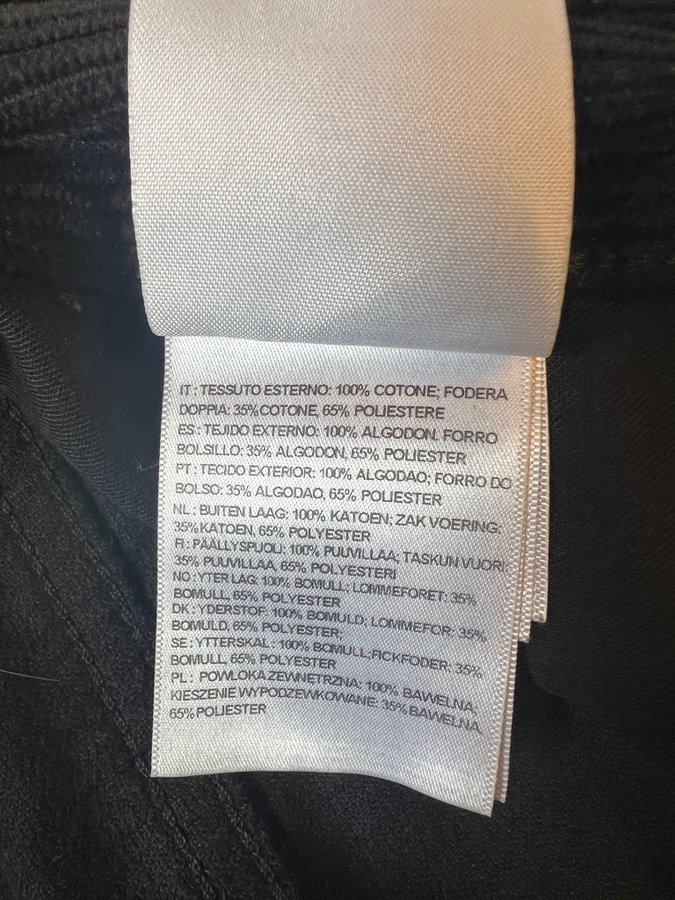 IT : TESSUTO ESTERNO: 100% COTONE; FODERA
DOPPIA: 35%COTONE, 65% POLIESTERE
ES : TEJIDO EXTERNO: 100% ALGODON. FORRO
BOLSILLO: 35% ALGODON, 65% POLIESTER
PT : TECIDO EXTERIOR: 100% ALGODAO; FORRO DO
BOLSO: 35% ALGODAO, 65% POLIESTER
NL : BUITEN LAAG: 100% KATOEN; ZAK VOERING:
35%KATOEN, 65% POLYESTER
FI : PÄÄLLYSPUOLI: 100% PUUVILLAA; TASKUN VUORI:
35% PUUVILLAA, 65% POLYESTERI
NO : YTER LAG: 100% BOMULL; LOMMEFORET: 35%
BOMULL, 65% POLYESTER
DK : YDERSTOF: 100% BOMULD; LOMMEFOR: 35%
BOMULD, 65% POLYESTER;
SE : YTTERSKAL : 100% BOMULL;FICKFODER: 35%
BOMULL, 65% POLYESTER
PL : POWLOKA ZEWNETRZNA: 100% BAWELNA;
KIESZENIE WYPODZEWKOWANE: 35%BAWELNA,
65%POLIESTER